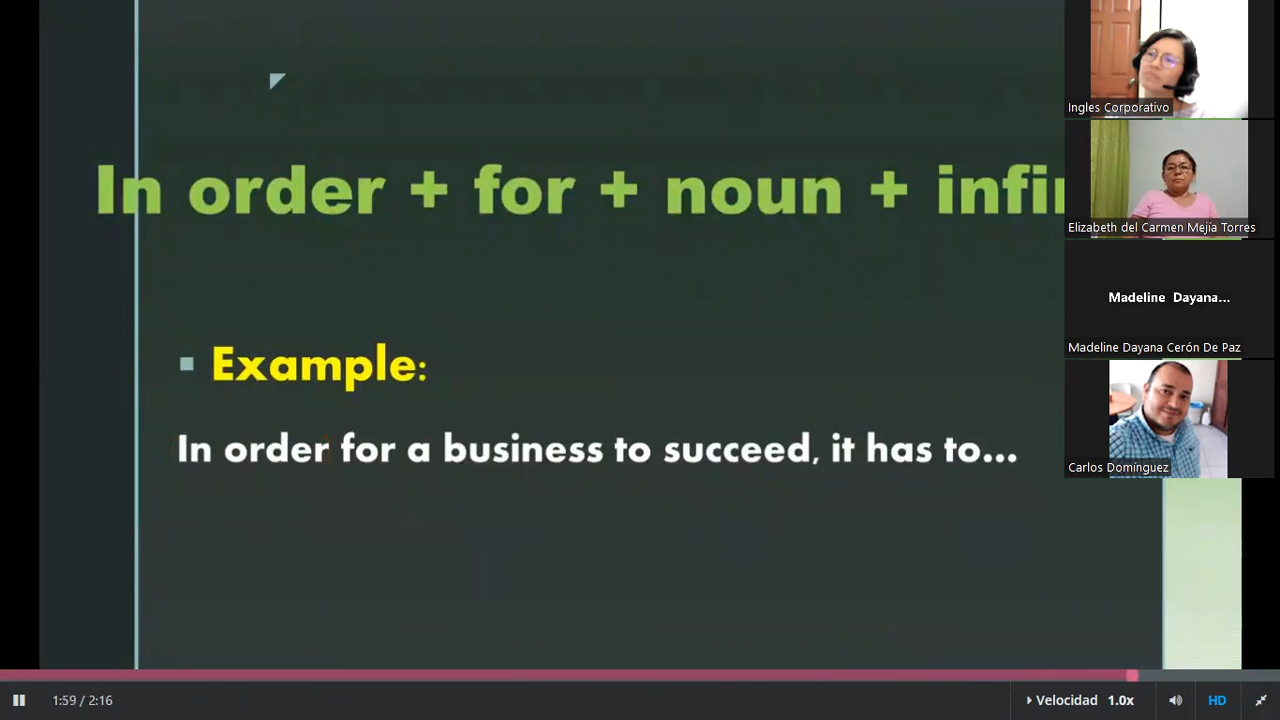 In order + for + noun + infin
Example:
In order for a business to succeed, it has to...
Ingles Corporativo
Elizabeth del Carmen Mejía Torres
Madeline Dayana...
Madeline Dayana Cerón De Paz
Carlos Domínguez
1:59 / 2:16
Velocidad 1.0x
HD